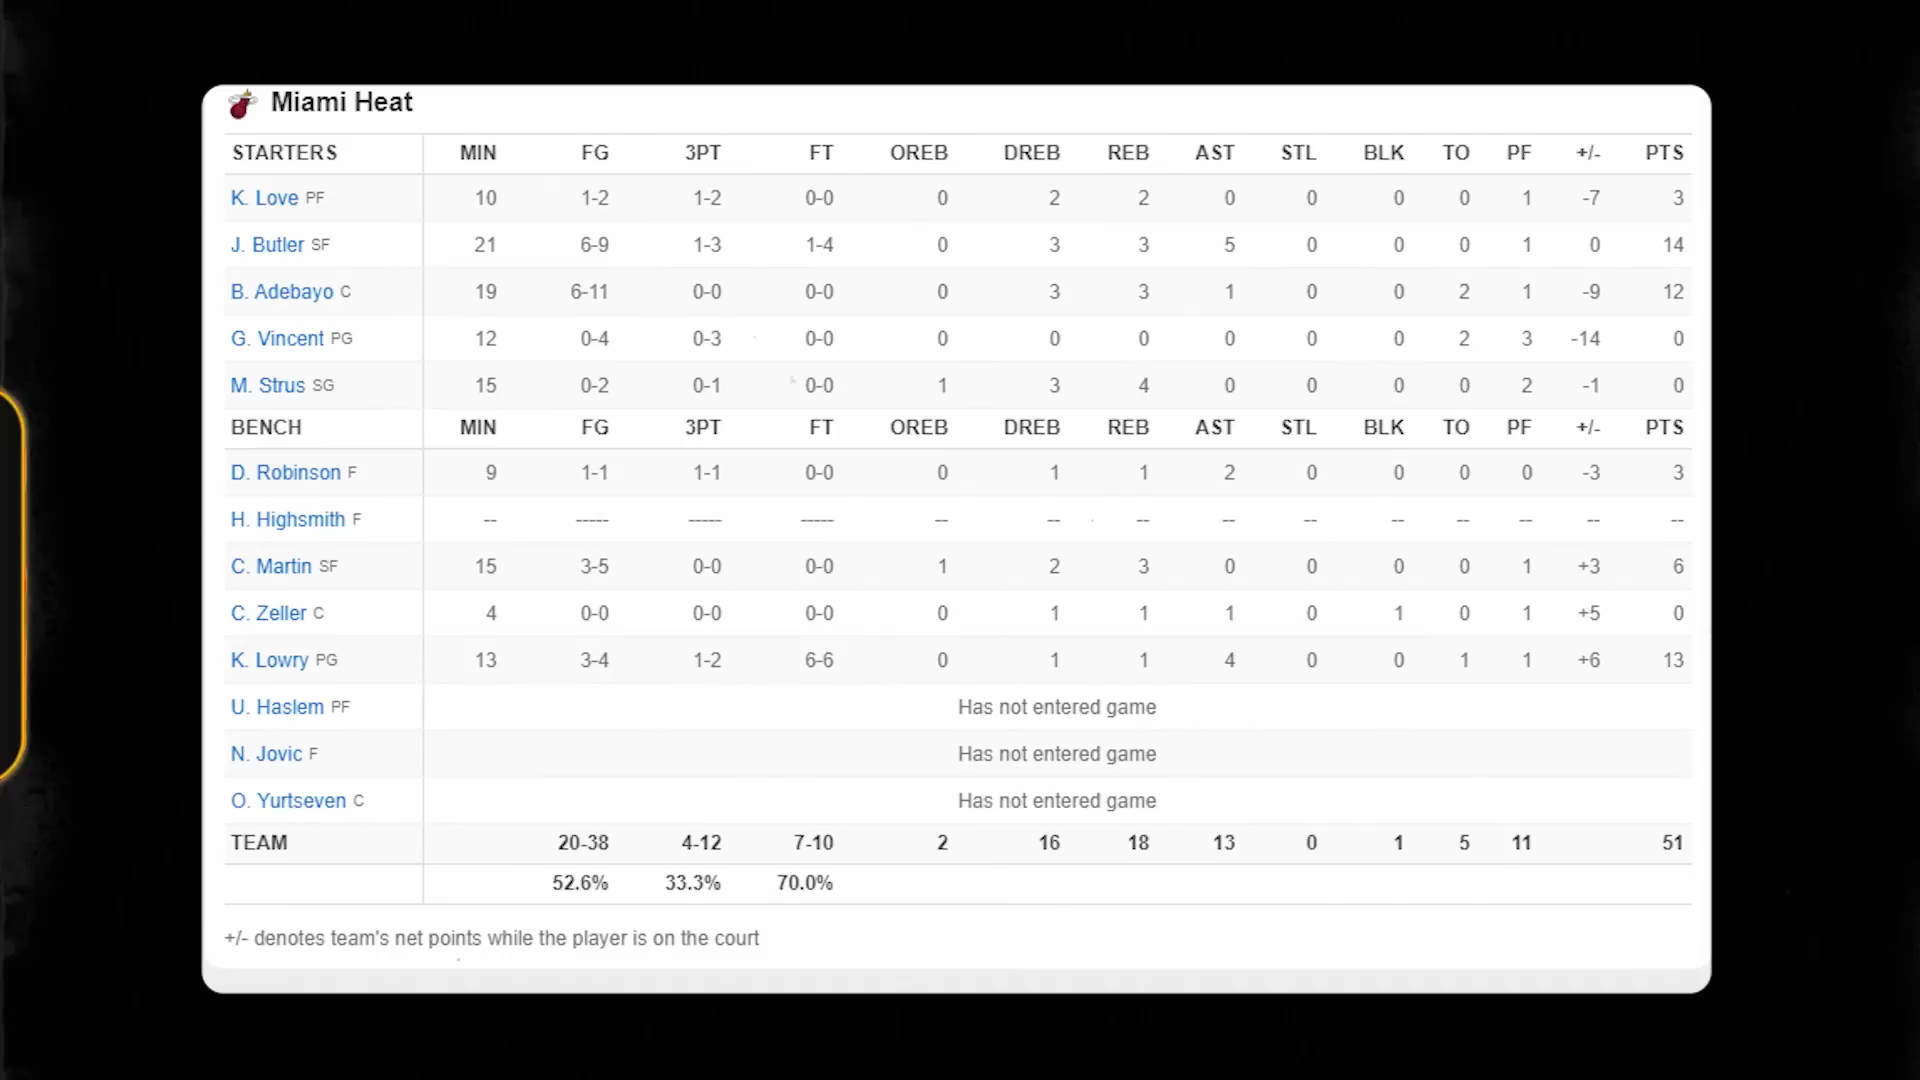 Miami Heat
STARTERS MIN FG 3PT FT OREB DREB REB AST STL BLK TO PF +/- PTS
K. Love PF 10 1-2 1-2 0-0 0 2 2 0 0 0 0 1 -7 3
J. Butler SF 21 6-9 1-3 1-4 0 3 3 5 0 0 0 1 0 14
B. Adebayo C 19 6-11 0-0 0-0 0 3 3 1 0 0 2 1 -9 12
G. Vincent PG 12 0-4 0-3 0-0 0 0 0 0 0 0 2 3 -14 0
M. Strus SG 15 0-2 0-1 0-0 1 3 4 0 0 0 0 2 -1 0
BENCH MIN FG 3PT FT OREB DREB REB AST STL BLK TO PF +/- PTS
D. Robinson F 9 1-1 1-1 0-0 0 1 1 2 0 0 0 0 -3 3
H. Highsmith F -- ----- ----- ----- -- -- -- -- -- -- -- -- -- --
C. Martin SF 15 3-5 0-0 0-0 1 2 3 0 0 0 0 1 +3 6
C. Zeller C 4 0-0 0-0 0-0 0 1 1 1 0 1 0 1 +5 0
K. Lowry PG 13 3-4 1-2 6-6 0 1 1 4 0 0 1 1 +6 13
U. Haslem PF Has not entered game
N. Jovic F Has not entered game
O. Yurtseven C Has not entered game
TEAM 20-38 4-12 7-10 2 16 18 13 0 1 5 11 51
52.6% 33.3% 70.0%
+/- denotes team's net points while the player is on the court